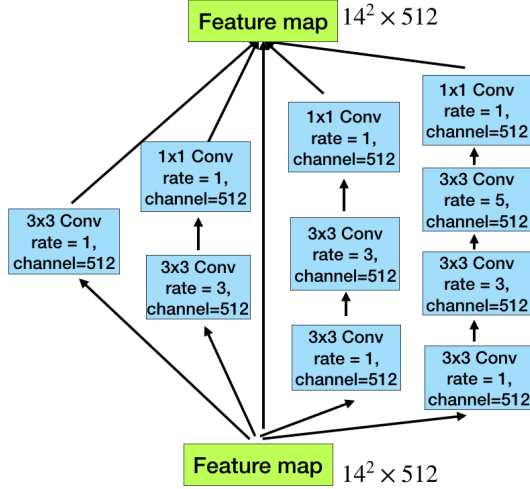 Feature map 14² × 512
1x1 Conv
rate = 1,
channel=512
1x1 Conv
rate = 1,
channel=512
1x1 Conv
rate = 1,
channel=512
3x3 Conv
rate = 5,
channel=512
3x3 Conv
rate = 1,
channel=512
3x3 Conv
rate = 3,
channel=512
3x3 Conv
rate = 3,
channel=512
3x3 Conv
rate = 3,
channel=512
3x3 Conv
rate = 1,
channel=512
3x3 Conv
rate = 1,
channel=512
Feature map 14² × 512